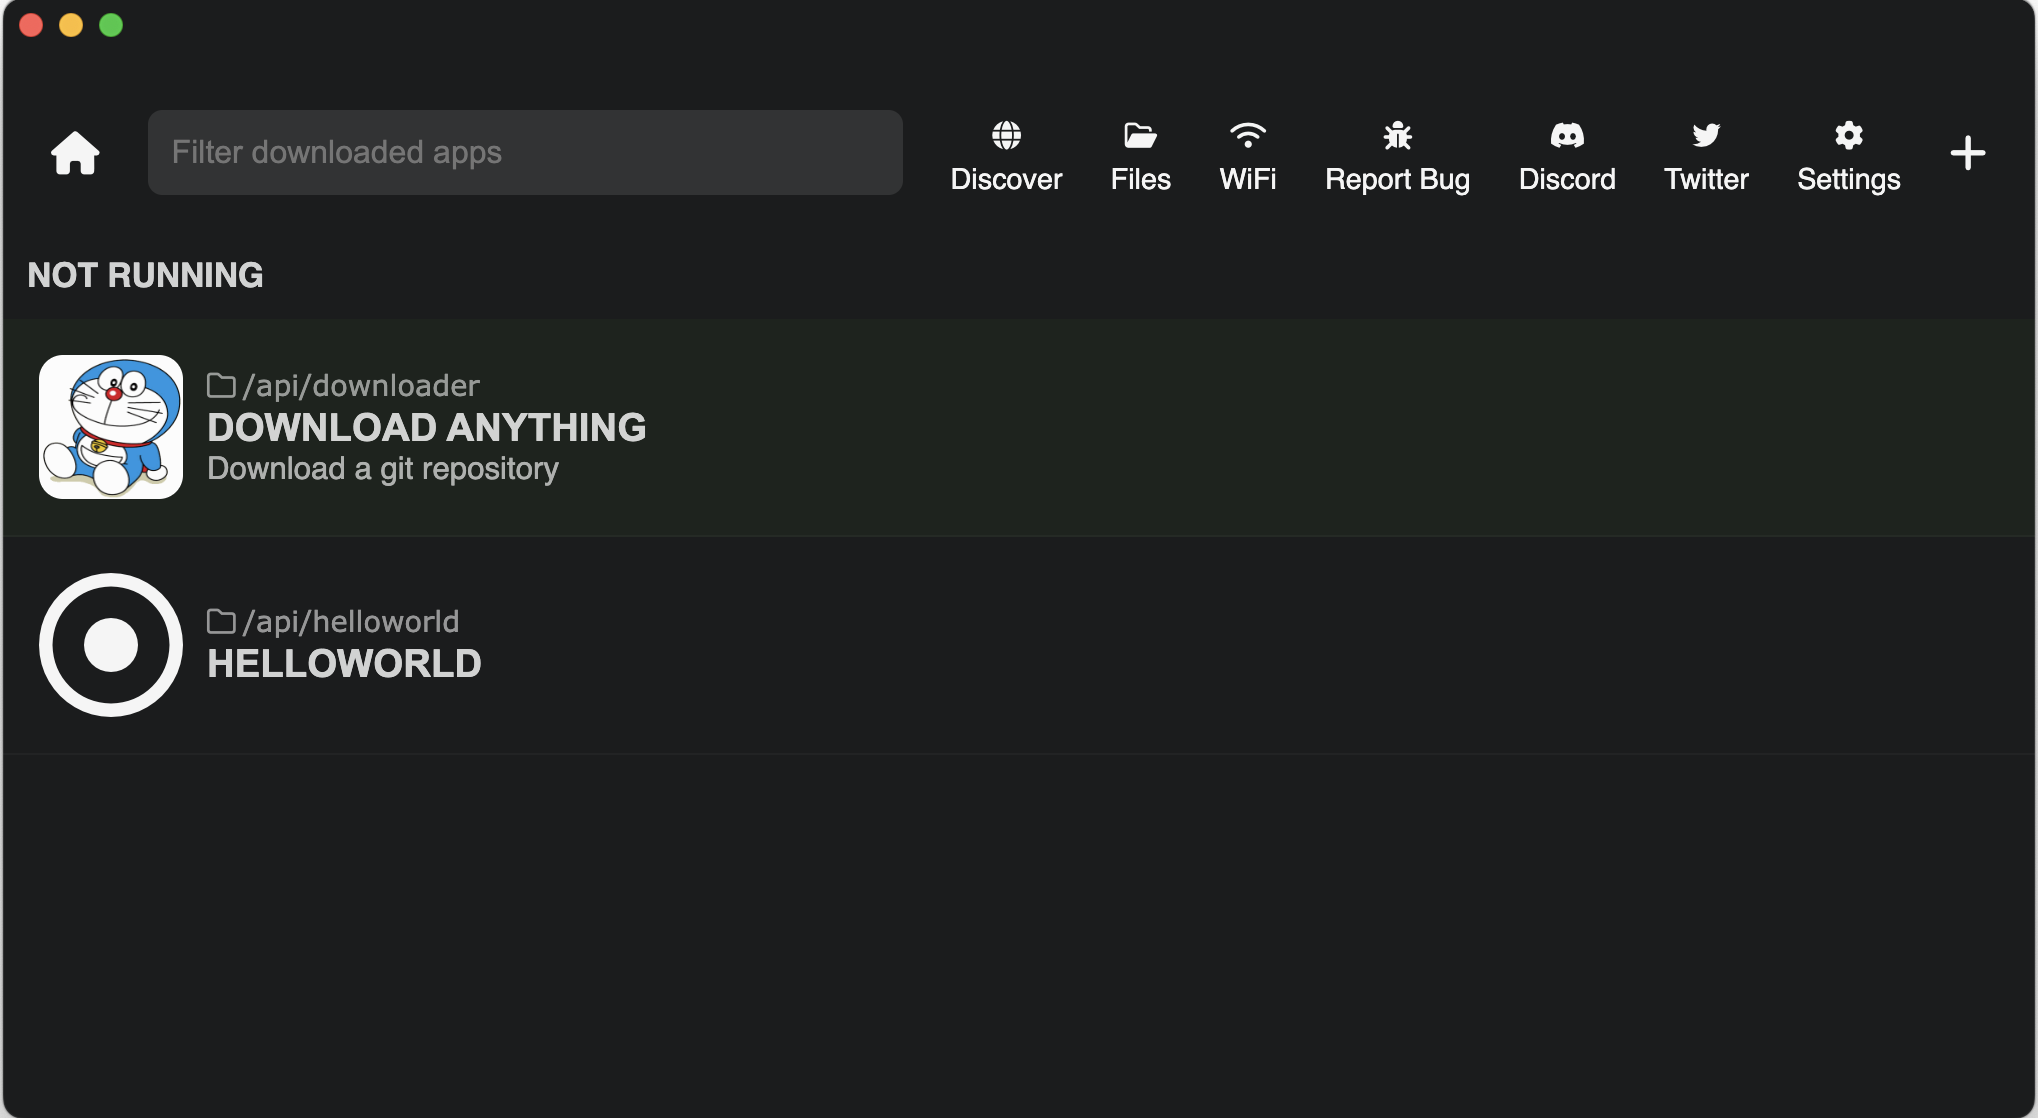 Filter downloaded apps
Discover
Files
WiFi
Report Bug
Discord
Twitter
Settings
NOT RUNNING
/api/downloader
DOWNLOAD ANYTHING
Download a git repository
/api/helloworld
HELLOWORLD